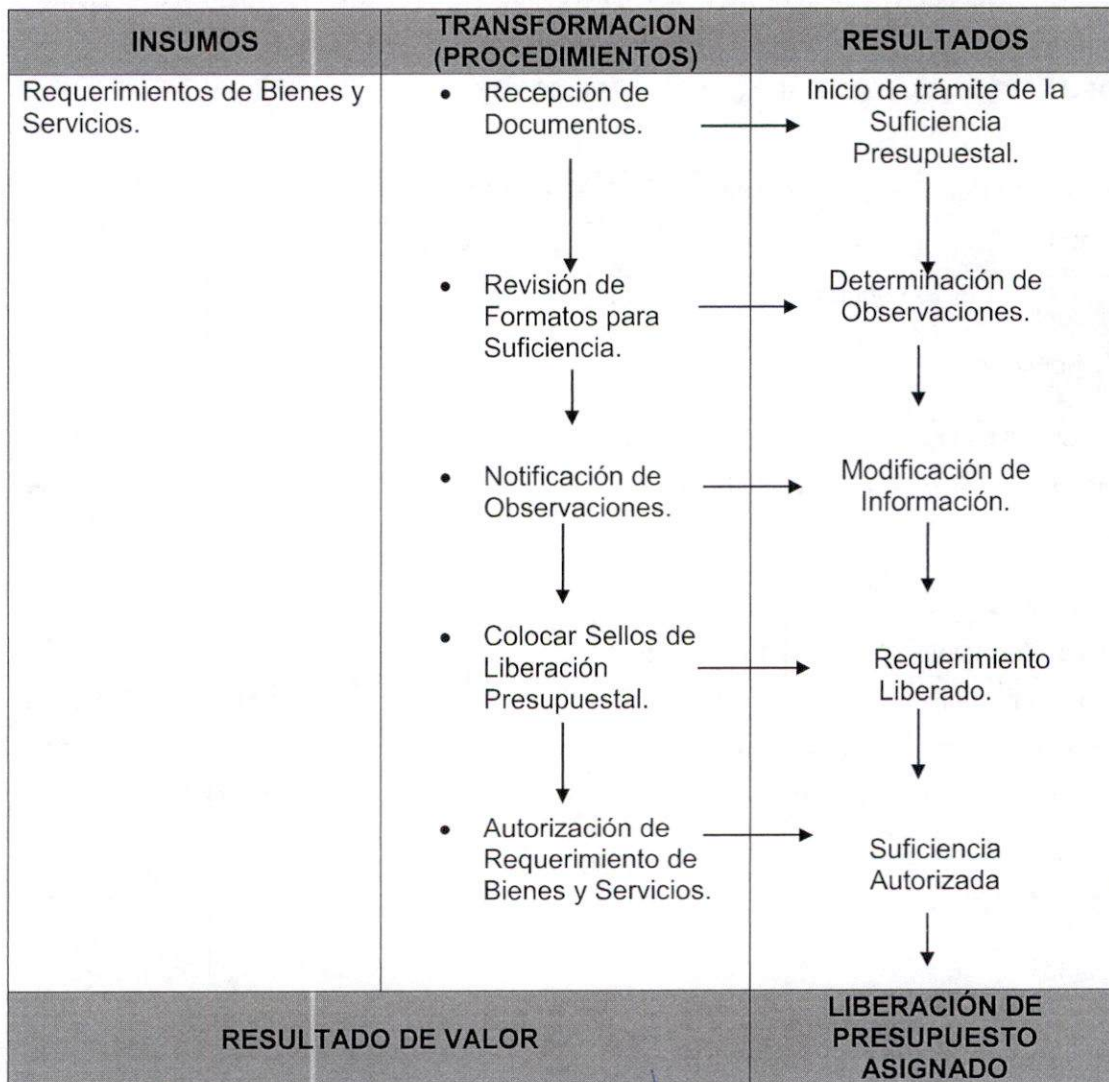 INSUMOS
TRANSFORMACION
(PROCEDIMIENTOS)
RESULTADOS
Requerimientos de Bienes y
Servicios.
• Recepción de
Documentos.
Inicio de trámite de la
Suficiencia
Presupuestal.
• Revisión de
Formatos para
Suficiencia.
Determinación de
Observaciones.
• Notificación de
Observaciones.
Modificación de
Información.
• Colocar Sellos de
Liberación
Presupuestal.
Requerimiento
Liberado.
• Autorización de
Requerimiento de
Bienes y Servicios.
Suficiencia
Autorizada
RESULTADO DE VALOR
LIBERACIÓN DE
PRESUPUESTO
ASIGNADO